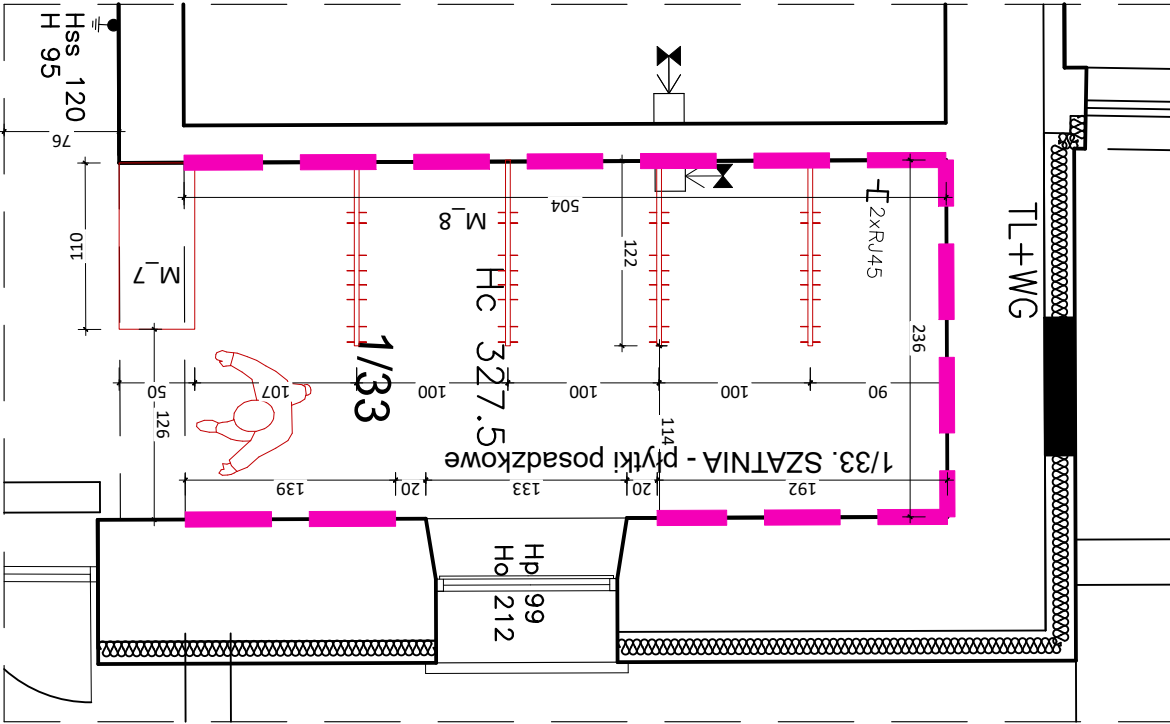 Hss 120
H 95
76
110
M_7
50
126
504
M_8
122
Hc 327.5
1/33
107
100
100
100
90
114
236
2xRJ45
TL+WG
1/33. SZATNIA - płytki posadzkowe
139
20
133
20
192
Hp 99
Ho 212